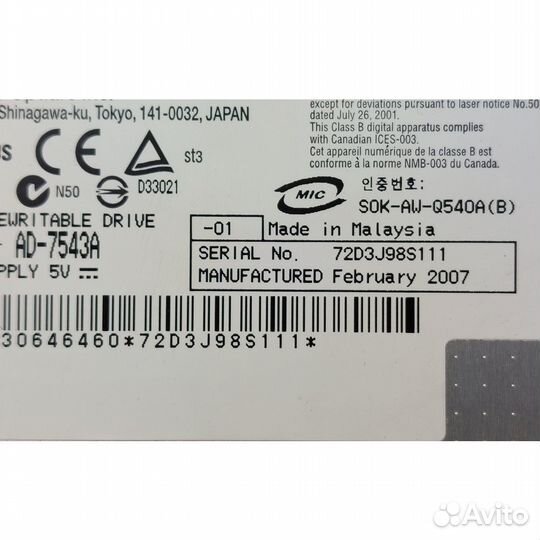 Shinagawa-ku, Tokyo, 141-0032, JAPAN
except for deviations pursuant to laser notice No.50,
dated July 26, 2001.
This Class B digital apparatus complies
with Canadian ICES-003.
Cet appareil numérique de la classe B est
conforme à la norme NMB-003 du Canada.
US
st3
N50
D33021
MIC
인증번호:
SOK-AW-Q540A(B)
EWRITABLE DRIVE
AD-7543A
PPLY 5V
-01
Made in Malaysia
SERIAL No. 72D3J98S111
MANUFACTURED February 2007
30646460*72D3J98S111*
Avito